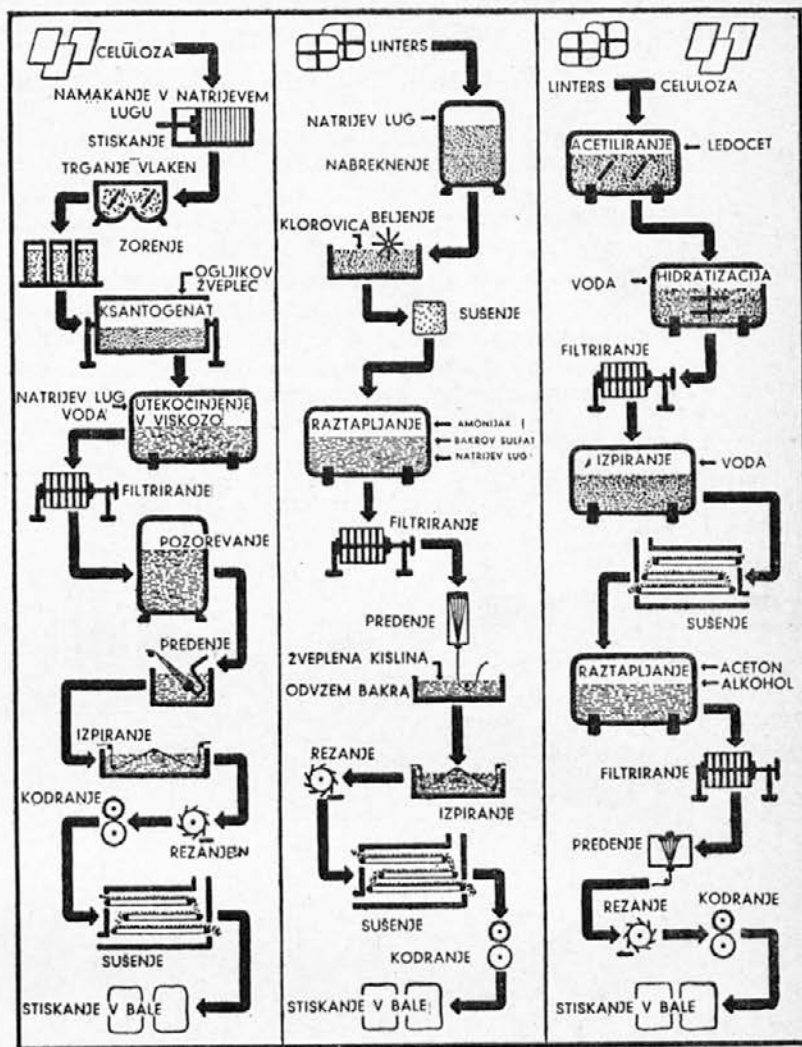 CELULOZA
NAMAKANJE V NATRIJEVEM
LUGU
STISKANJE
TRGANJE VLAKEN
ZORENJE
OGLJIKOV
ŽVEPLEC
KSANTOGENAT
NATRIJEV LUG
VODA
UTEKOČINJENJE
V VISKOZO
FILTRIRANJE
POZOREVANJE
PREDENJE
IZPIRANJE
KODRANJE
REZANJE
SUŠENJE
STISKANJE V BALE
LINTERS
NATRIJEV LUG
NABREKNENJE
KLOROVICA
BELJENJE
SUŠENJE
RAZTAPLJANJE
AMONIJAK
BAKROV SULFAT
NATRIJEV LUG
FILTRIRANJE
PREDENJE
ŽVEPLENA KISLINA
ODVZEM BAKRA
REZANJE
IZPIRANJE
SUŠENJE
KODRANJE
STISKANJE V BALE
LINTERS
CELULOZA
ACETILIRANJE
LEDOCET
VODA
HIDRATIZACIJA
FILTRIRANJE
IZPIRANJE
VODA
SUŠENJE
RAZTAPLJANJE
ACETON
ALKOHOL
FILTRIRANJE
PREDENJE
REZANJE
KODRANJE
STISKANJE V BALE